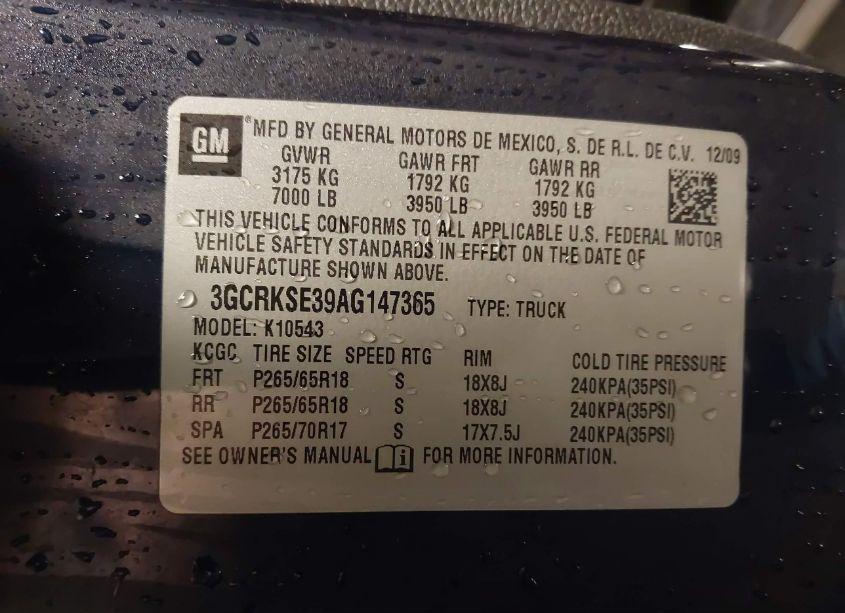 GM ®MFD BY GENERAL MOTORS DE MEXICO, S. DE R.L. DE C.V. 12/09
GVWR GAWR FRT GAWR RR
3175 KG 1792 KG 1792 KG
7000 LB 3950 LB 3950 LB
THIS VEHICLE CONFORMS TO ALL APPLICABLE U.S. FEDERAL MOTOR
VEHICLE SAFETY STANDARDS IN EFFECT ON THE DATE OF
MANUFACTURE SHOWN ABOVE.
3GCRKSE39AG147365 TYPE: TRUCK
MODEL: K10543
KCGC TIRE SIZE SPEED RTG RIM COLD TIRE PRESSURE
FRT P265/65R18 S 18X8J 240KPA(35PSI)
RR P265/65R18 S 18X8J 240KPA(35PSI)
SPA P265/70R17 S 17X7.5J 240KPA(35PSI)
SEE OWNER'S MANUAL i FOR MORE INFORMATION.